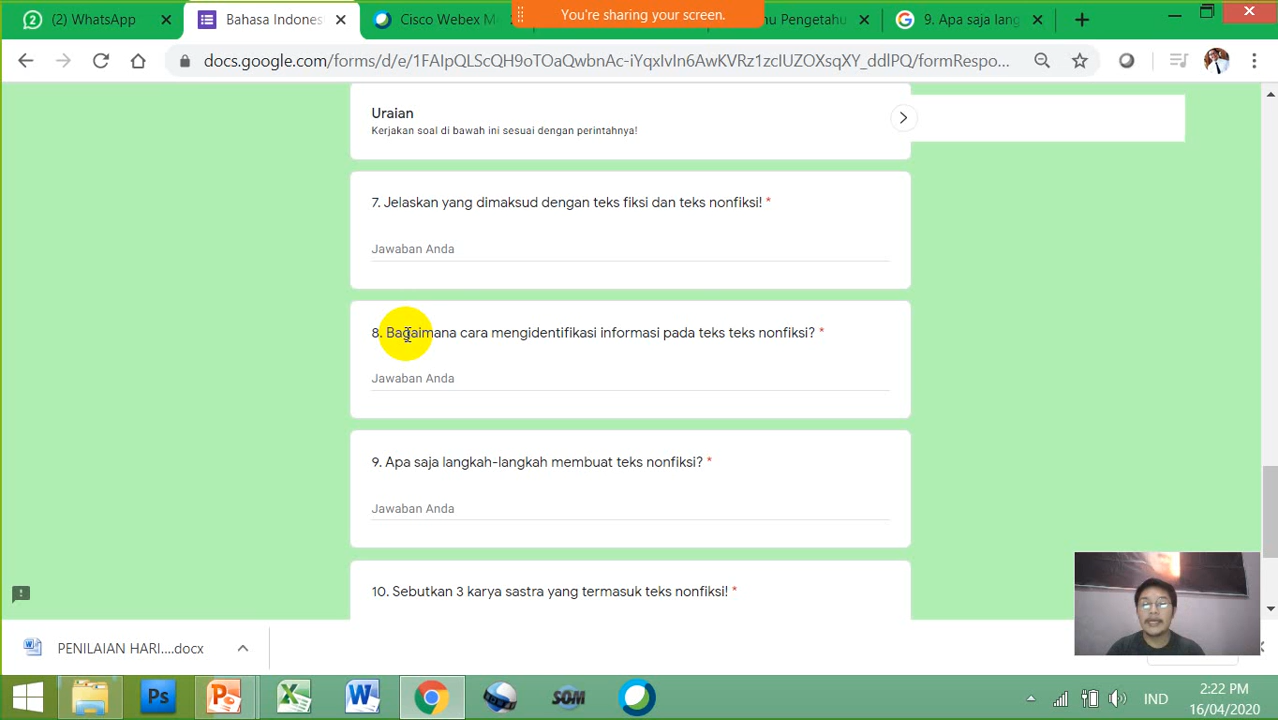 (2) WhatsApp
Bahasa Indones
Cisco Webex M
You're sharing your screen.
nu Pengetahu
9. Apa saja lang
docs.google.com/forms/d/e/1FAIpQLScQH9oTOaQwbnAc-iYqxIvIn6AwKVRz1zcIUZOXsqXY_ddlPQ/formRespo...
Uraian
Kerjakan soal di bawah ini sesuai dengan perintahnya!
7. Jelaskan yang dimaksud dengan teks fiksi dan teks nonfiksi! *
Jawaban Anda
8. Bagaimana cara mengidentifikasi informasi pada teks teks nonfiksi? *
Jawaban Anda
9. Apa saja langkah-langkah membuat teks nonfiksi? *
Jawaban Anda
10. Sebutkan 3 karya sastra yang termasuk teks nonfiksi! *
PENILAIAN HARI....docx
Ps
SOM
IND
2:22 PM
16/04/2020